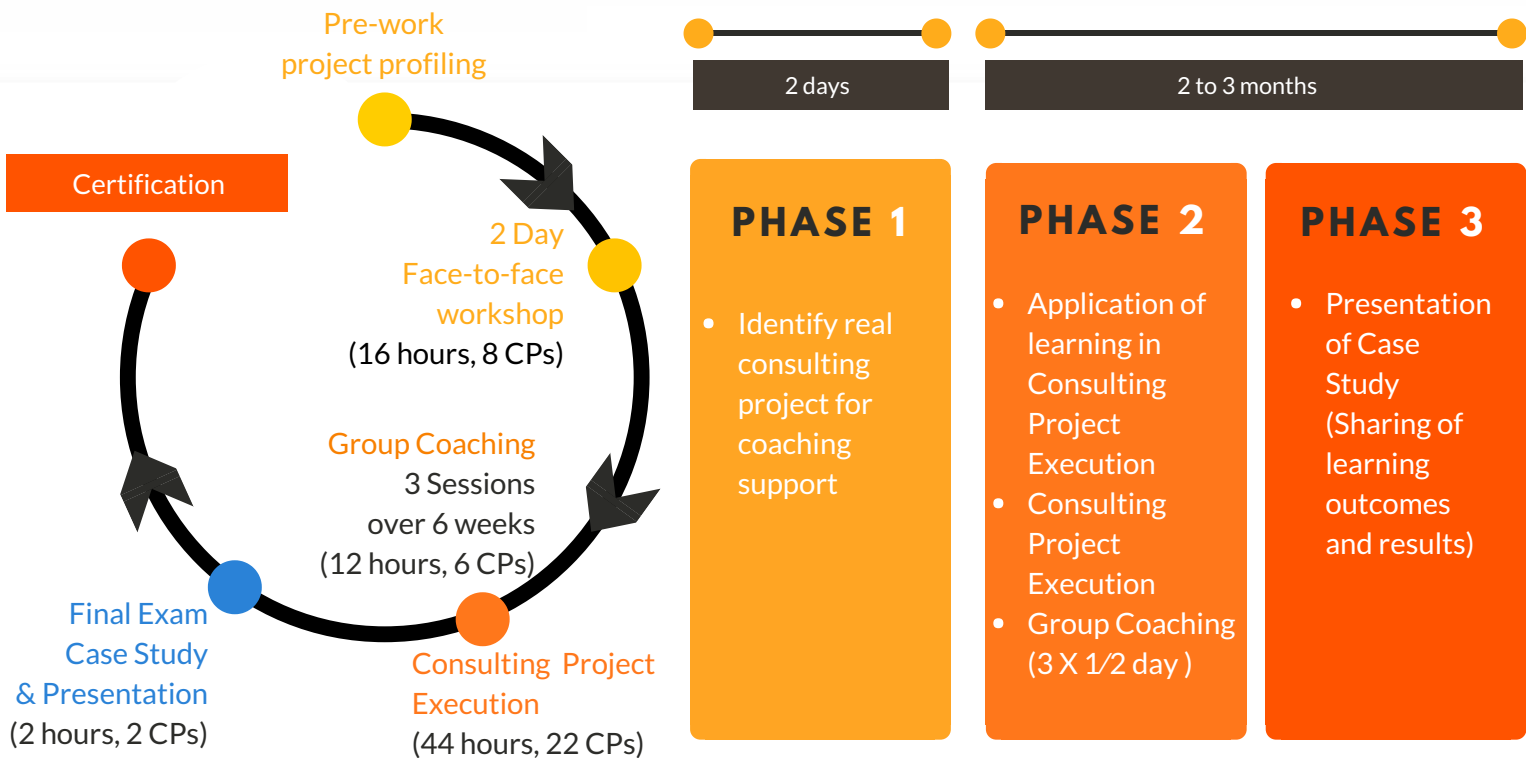 Pre-work
project profiling
Certification
2 Day
Face-to-face
workshop
(16 hours, 8 CPs)
Group Coaching
3 Sessions
over 6 weeks
(12 hours, 6 CPs)
Consulting Project
Execution
(44 hours, 22 CPs)
Final Exam
Case Study
& Presentation
(2 hours, 2 CPs)
2 days
2 to 3 months
PHASE 1
• Identify real
consulting
project for
coaching
support
PHASE 2
• Application of
learning in
Consulting
Project
Execution
• Consulting
Project
Execution
• Group Coaching
(3 X 1/2 day )
PHASE 3
• Presentation
of Case
Study
(Sharing of
learning
outcomes
and results)